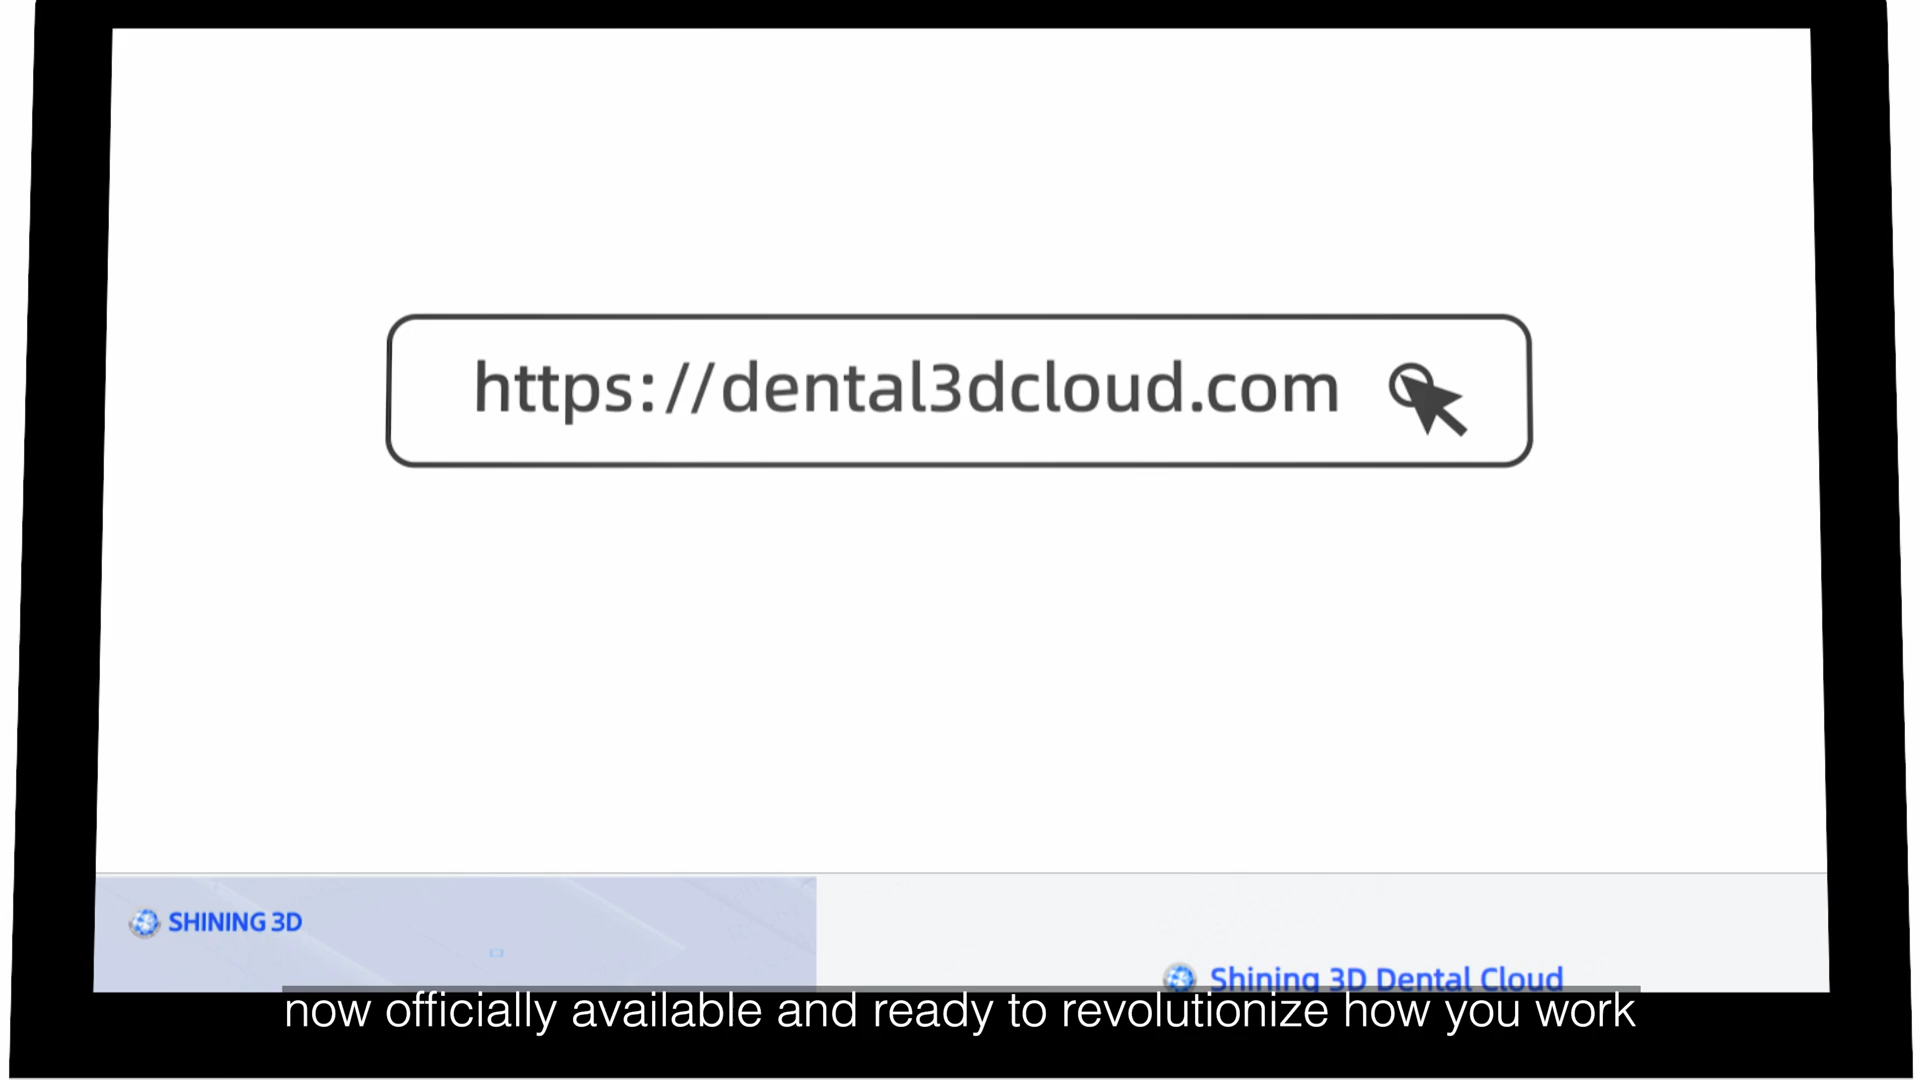 https://dental3dcloud.com
SHINING 3D
Shining 3D Dental Cloud
now officially available and ready to revolutionize how you work